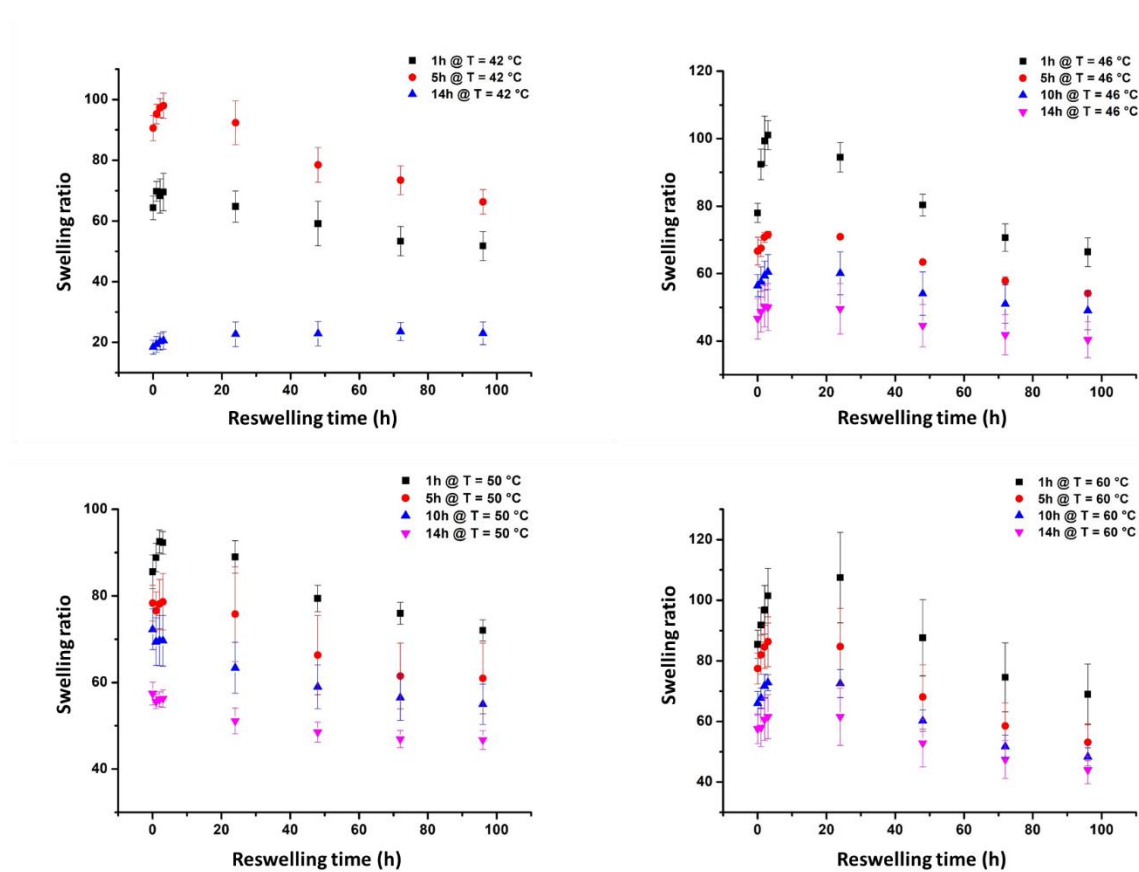 1h @ T = 42 °C
5h @ T = 42 °C
14h @ T = 42 °C
100
80
60
40
20
Swelling ratio
0 20 40 60 80 100
Reswelling time (h)
1h @ T = 46 °C
5h @ T = 46 °C
10h @ T = 46 °C
14h @ T = 46 °C
120
100
80
60
40
Swelling ratio
0 20 40 60 80 100
Reswelling time (h)
1h @ T = 50 °C
5h @ T = 50 °C
10h @ T = 50 °C
14h @ T = 50 °C
100
80
60
40
Swelling ratio
0 20 40 60 80 100
Reswelling time (h)
1h @ T = 60 °C
5h @ T = 60 °C
10h @ T = 60 °C
14h @ T = 60 °C
120
100
80
60
40
Swelling ratio
0 20 40 60 80 100
Reswelling time (h)